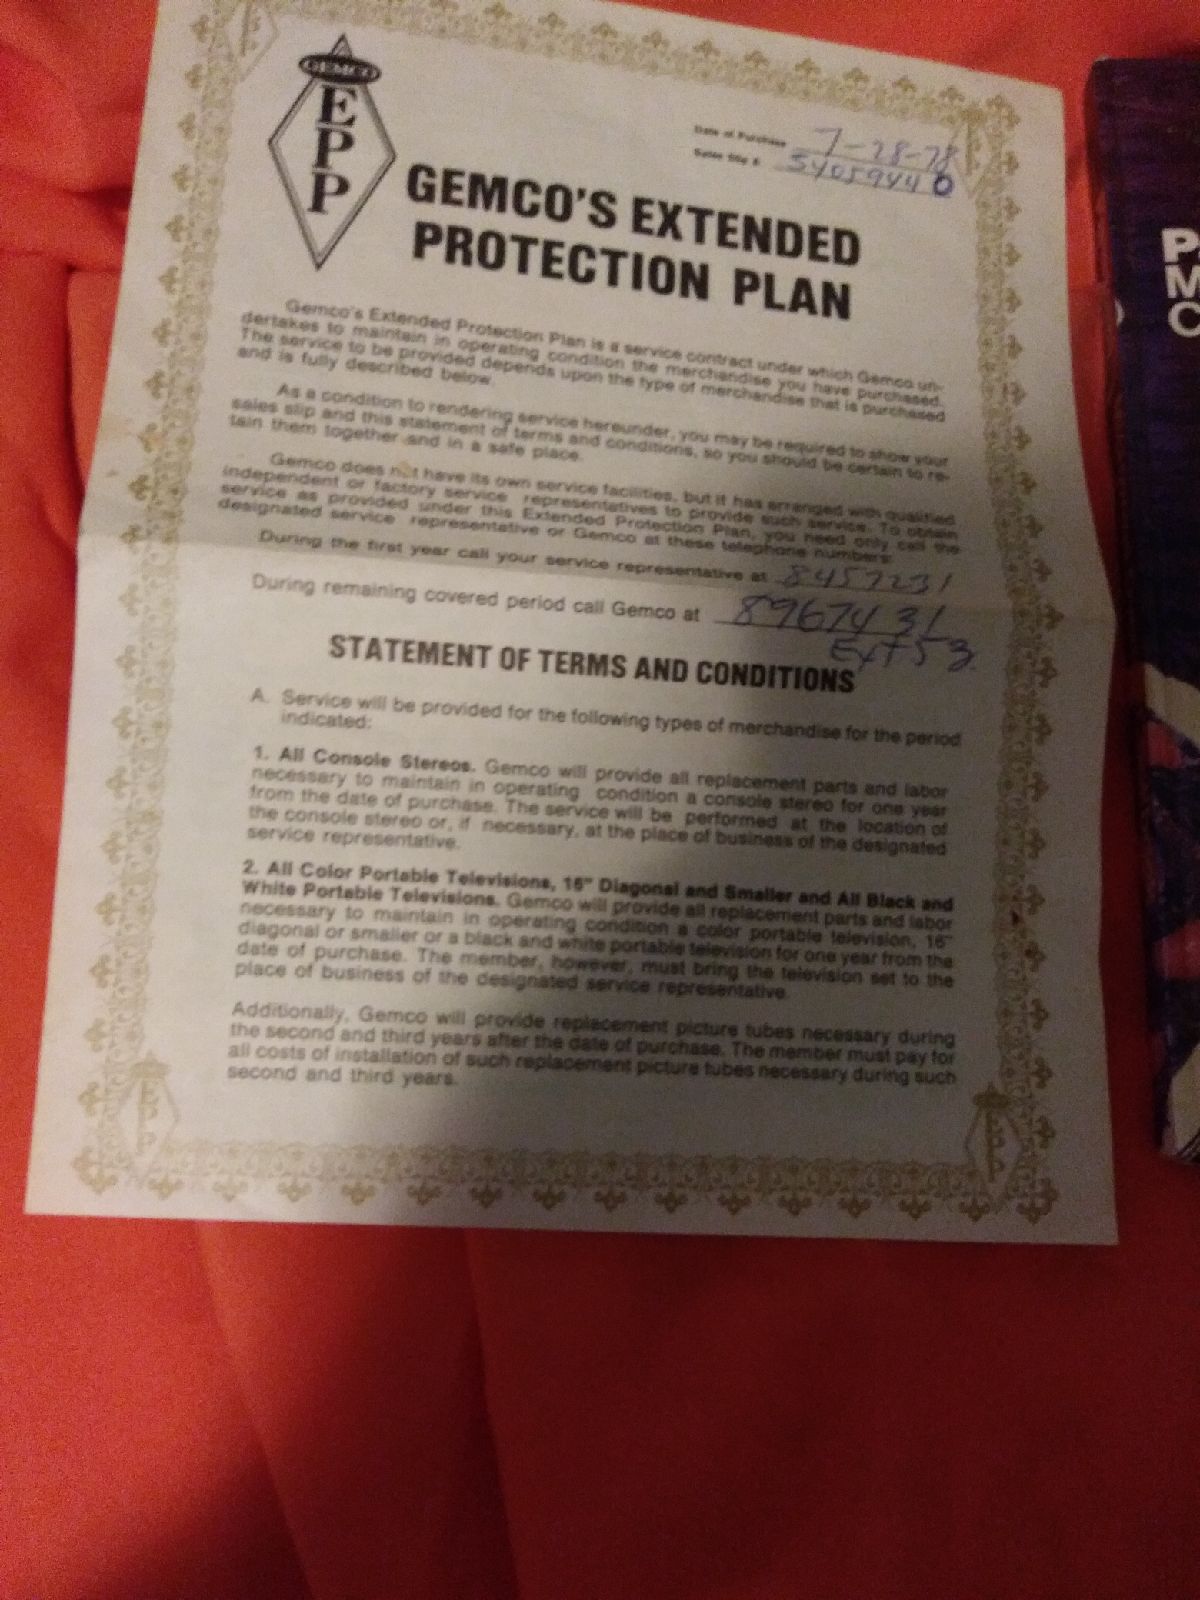 GEMCO
EPP
Date of Purchase 7-28-78
Sales Slip # 54059440
GEMCO'S EXTENDED
PROTECTION PLAN
Gemco's Extended Protection Plan is a service contract under which Gemco un-
dertakes to maintain in operating condition the merchandise you have purchased.
The service to be provided depends upon the type of merchandise that is purchased
and is fully described below.
As a condition to rendering service hereunder, you may be required to show your
sales slip and this statement of terms and conditions, so you should be certain to re-
tain them together and in a safe place.
Gemco does not have its own service facilities, but it has arranged with qualified
independent or factory service representatives to provide such service. To obtain
service as provided under this Extended Protection Plan, you need only call the
designated service representative or Gemco at these telephone numbers:
During the first year call your service representative at 8457231
During remaining covered period call Gemco at 8967431
Ext 53
STATEMENT OF TERMS AND CONDITIONS
A. Service will be provided for the following types of merchandise for the period
indicated:
1. All Console Stereos. Gemco will provide all replacement parts and labor
necessary to maintain in operating condition a console stereo for one year
from the date of purchase. The service will be performed at the location of
the console stereo or, if necessary, at the place of business of the designated
service representative.
2. All Color Portable Televisions, 16" Diagonal and Smaller and All Black and
White Portable Televisions. Gemco will provide all replacement parts and labor
necessary to maintain in operating condition a color portable television, 16"
diagonal or smaller or a black and white portable television for one year from the
date of purchase. The member, however, must bring the television set to the
place of business of the designated service representative.
Additionally, Gemco will provide replacement picture tubes necessary during
the second and third years after the date of purchase. The member must pay for
all costs of installation of such replacement picture tubes necessary during such
second and third years.